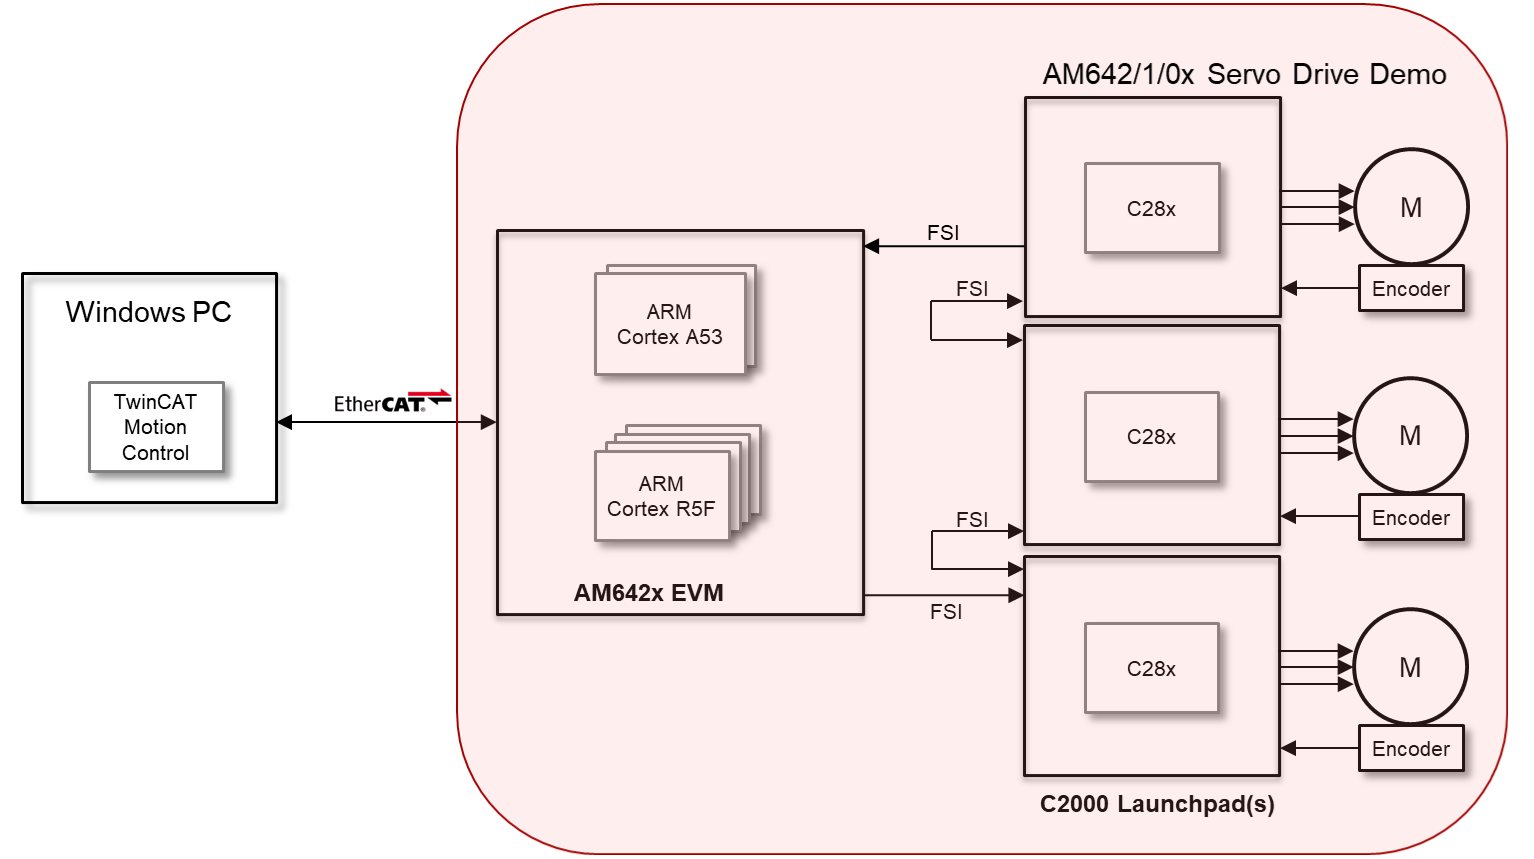 AM642/1/0x Servo Drive Demo
Windows PC
TwinCAT
Motion
Control
EtherCAT®
ARM
Cortex A53
ARM
Cortex R5F
AM642x EVM
FSI
FSI
FSI
FSI
C28x
M
Encoder
C28x
M
Encoder
C28x
M
Encoder
C2000 Launchpad(s)